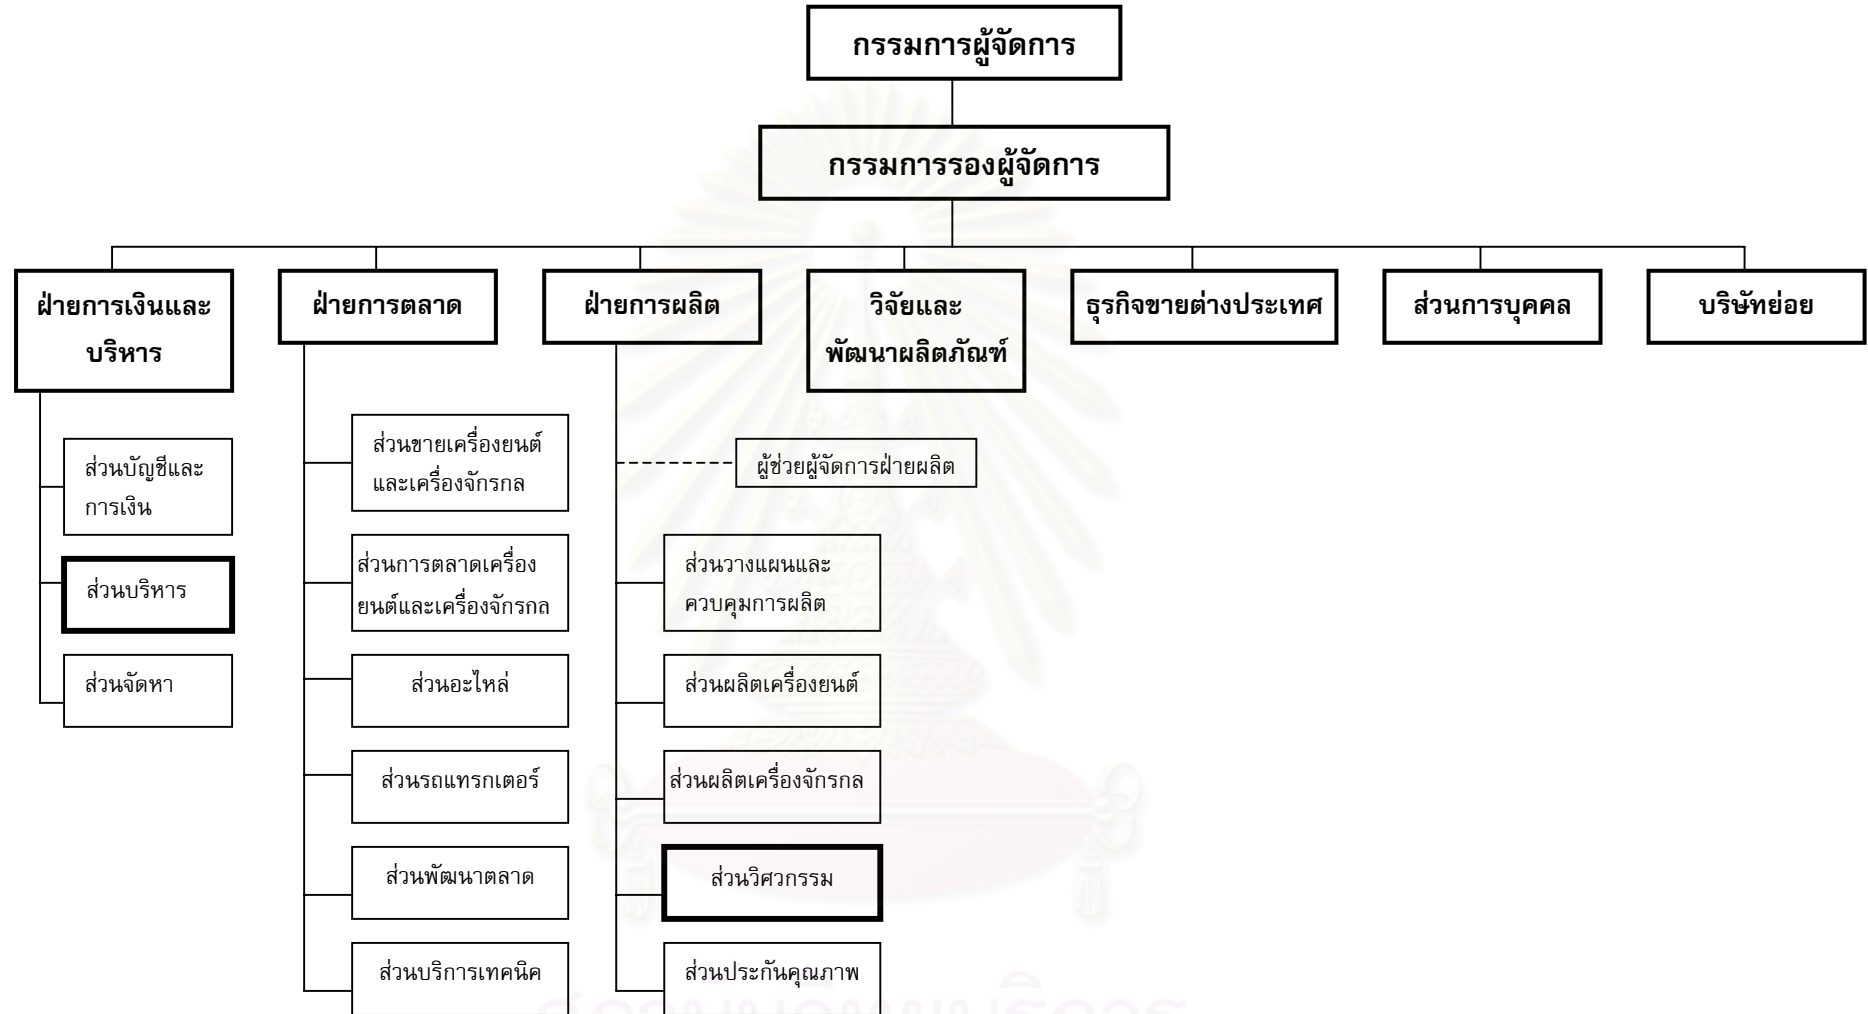 กรรมการผู้จัดการ
กรรมการรองผู้จัดการ
ฝ่ายการเงินและ
บริหาร
ฝ่ายการตลาด
ฝ่ายการผลิต
วิจัยและ
พัฒนาผลิตภัณฑ์
ธุรกิจขายต่างประเทศ
ส่วนการบุคคล
บริษัทย่อย
ส่วนบัญชีและ
การเงิน
ส่วนบริหาร
ส่วนจัดหา
ส่วนขายเครื่องยนต์
และเครื่องจักรกล
ส่วนการตลาดเครื่อง
ยนต์และเครื่องจักรกล
ส่วนอะไหล่
ส่วนรถแทรกเตอร์
ส่วนพัฒนาตลาด
ส่วนบริการเทคนิค
ผู้ช่วยผู้จัดการฝ่ายผลิต
ส่วนวางแผนและ
ควบคุมการผลิต
ส่วนผลิตเครื่องยนต์
ส่วนผลิตเครื่องจักรกล
ส่วนวิศวกรรม
ส่วนประกันคุณภาพ